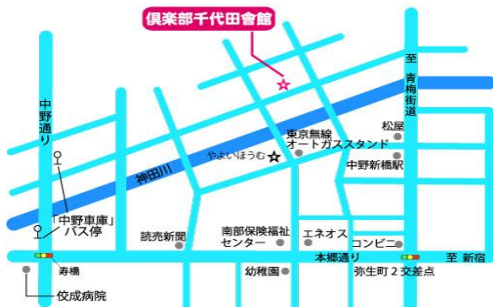 倶楽部千代田會館
至
青梅街道
中野通り
松屋
東京無線
オートガススタンド
やよいぼうむ
中野新橋駅
神田川
「中野車庫」
バス停
読売新聞
南部保険福祉
センター
エネオス
コンビニ
本郷通り
至 新宿
寿橋
幼稚園
弥生町2交差点
佼成病院